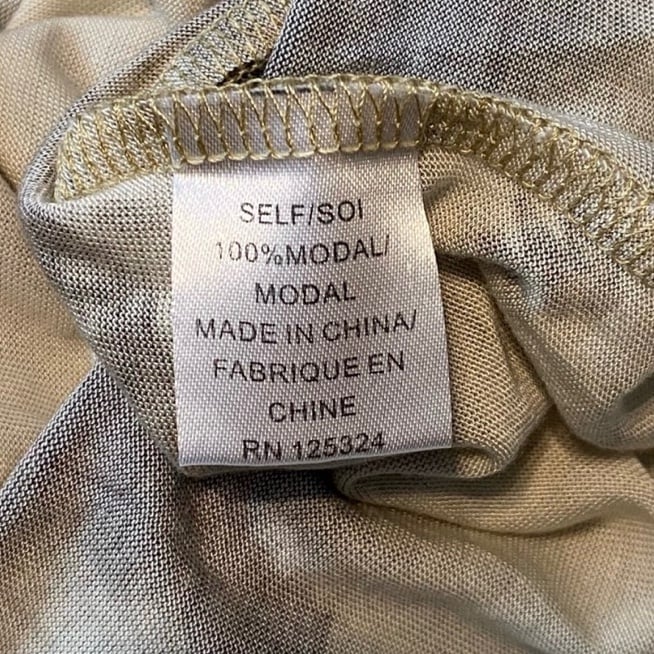 SELF/SOI
100%MODAL/
MODAL
MADE IN CHINA/
FABRIQUE EN
CHINE
RN 125324